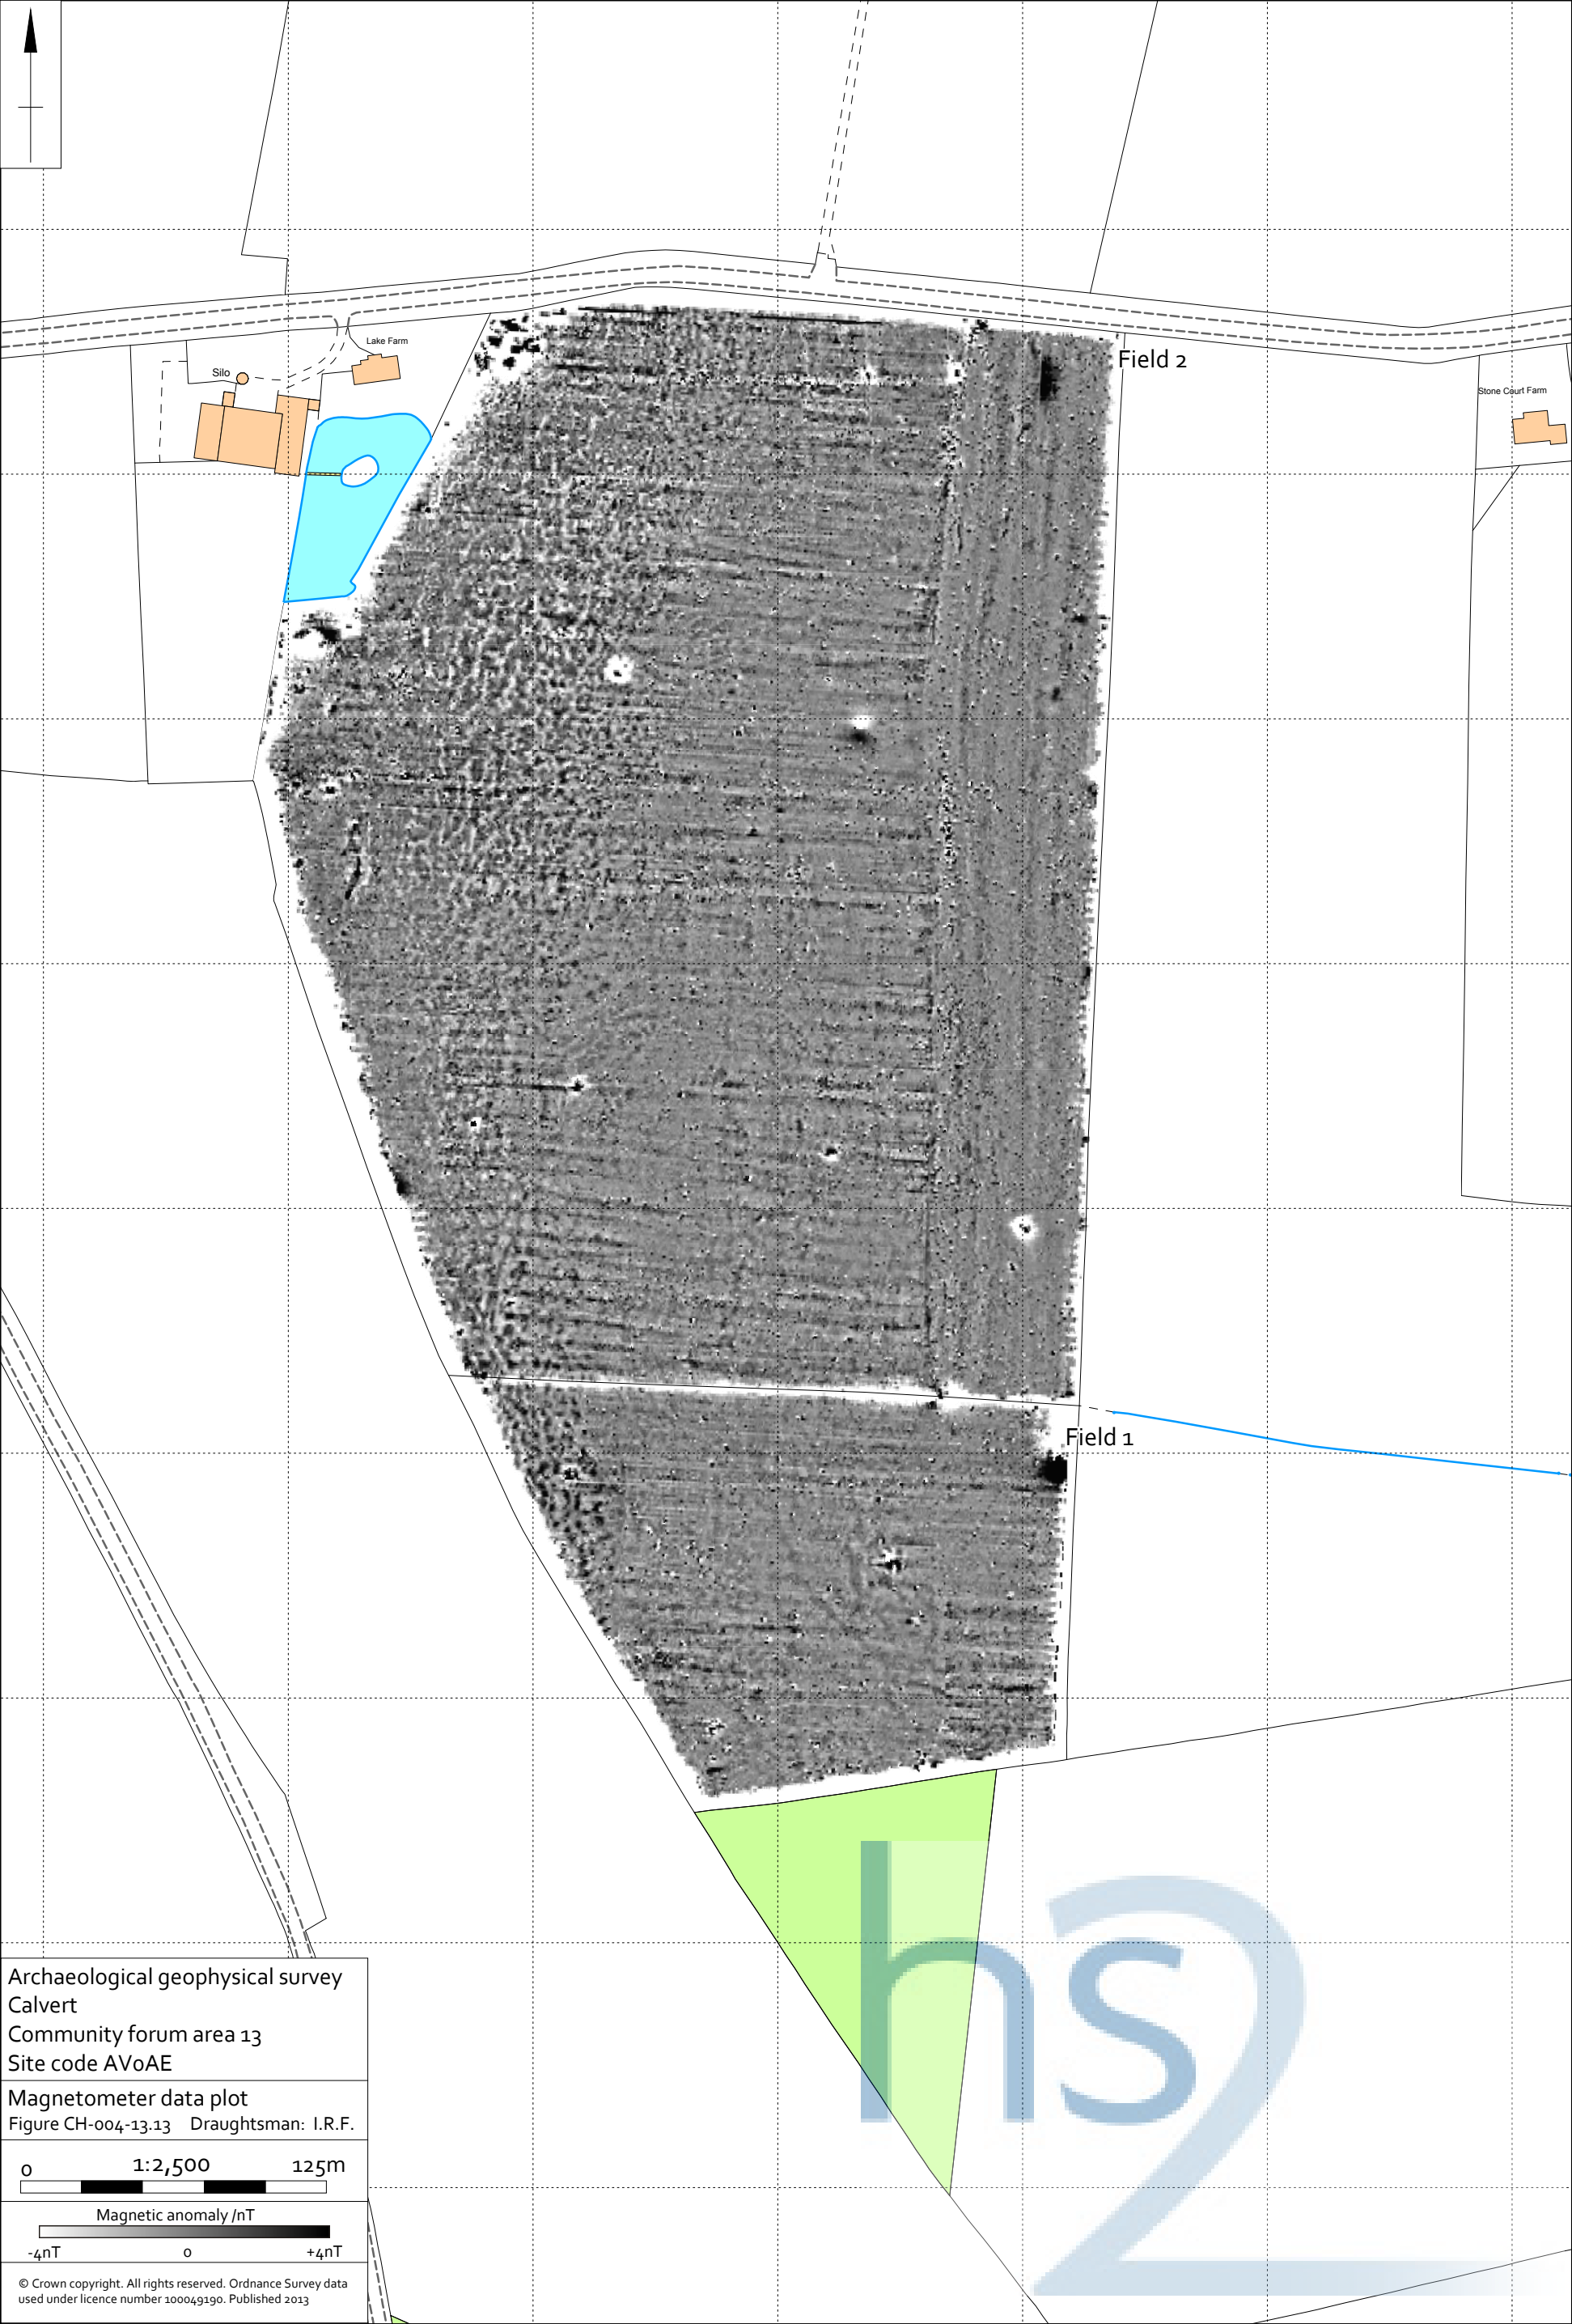 Lake Farm
Silo
Field 2
Stone Court Farm
Field 1
hs2
Archaeological geophysical survey
Calvert
Community forum area 13
Site code AV0AE
Magnetometer data plot
Figure CH-004-13.13 Draughtsman: I.R.F.
0 1:2,500 125m
Magnetic anomaly /nT
-4nT 0 +4nT
© Crown copyright. All rights reserved. Ordnance Survey data
used under licence number 100049190. Published 2013